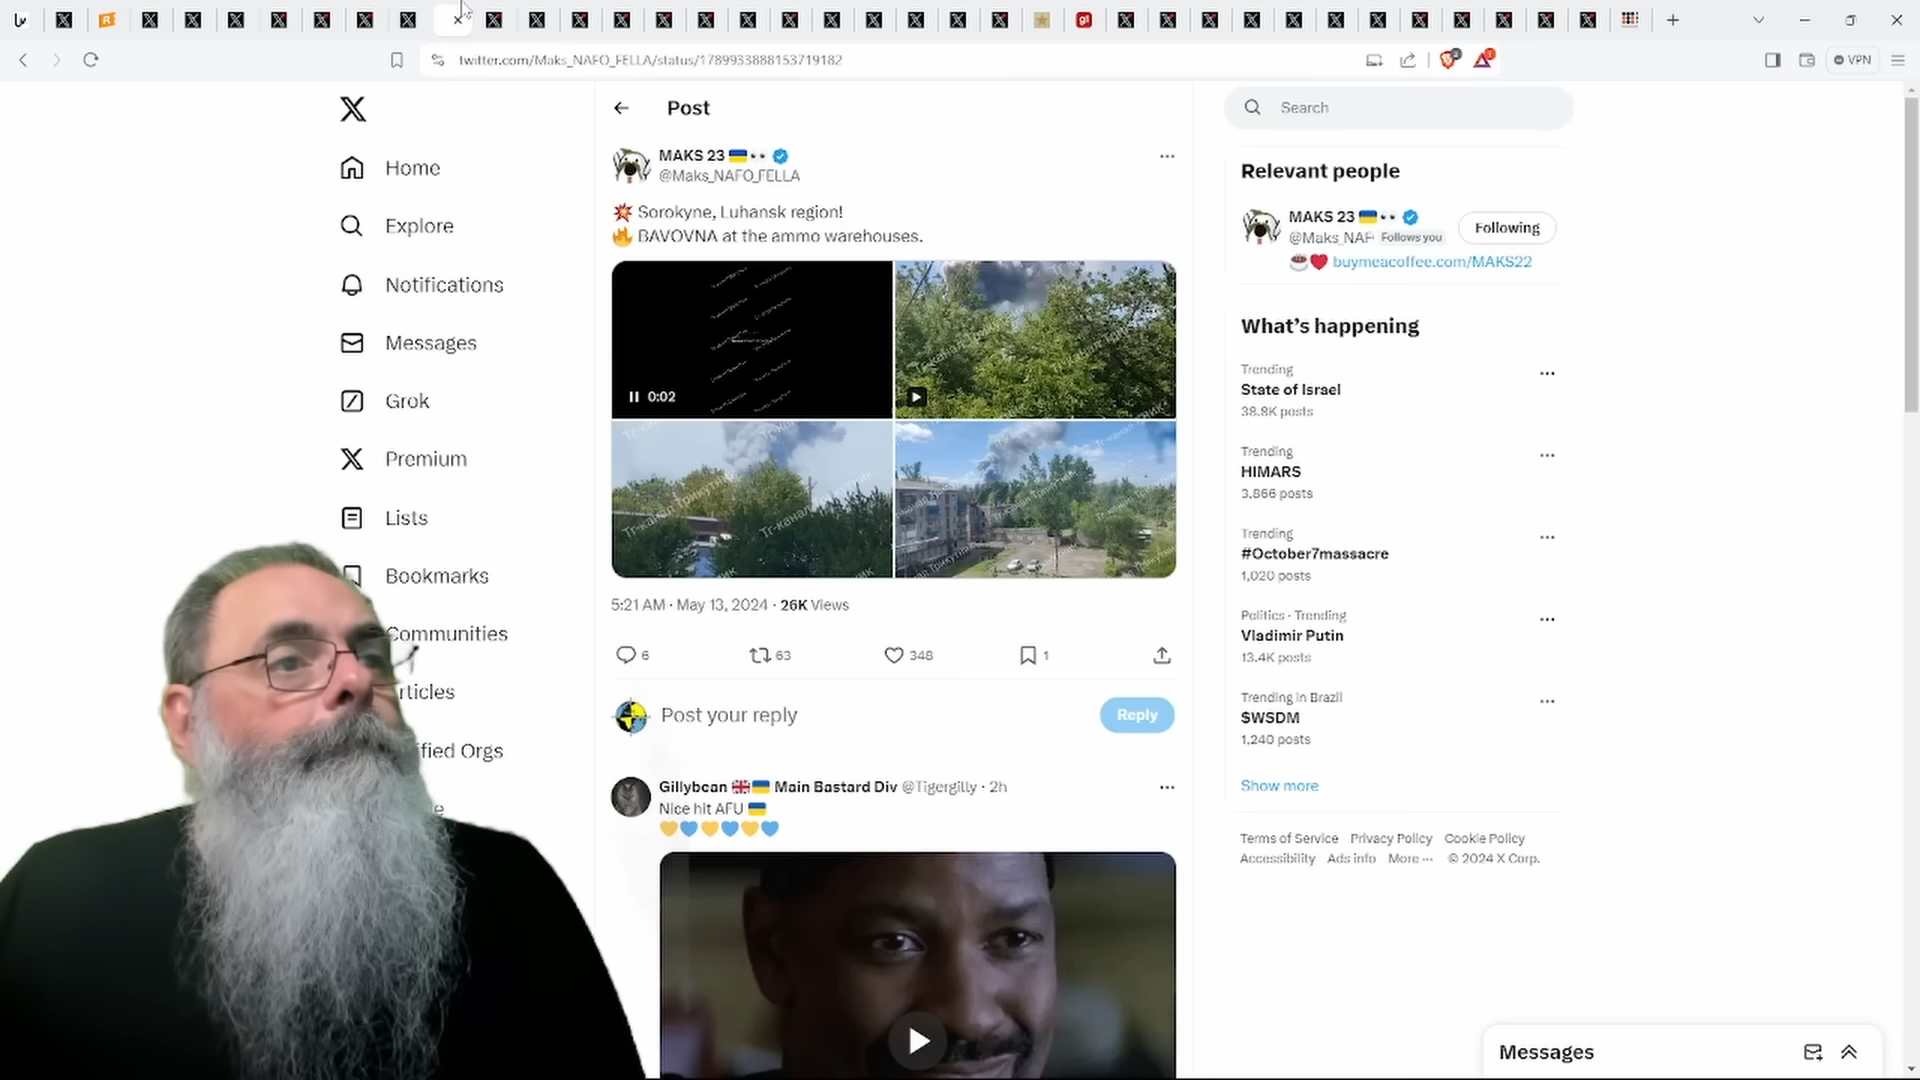 twitter.com/Maks_NAFO_FELLA/status/1789933888153719182
VPN
Home
Explore
Notifications
Messages
Grok
Premium
Lists
Bookmarks
Communities
rticles
ified Orgs
Post
MAKS 23
@Maks_NAFO_FELLA
Sorokyne, Luhansk region!
BAVOVNA at the ammo warehouses.
0:02
Тг-канал Трикутник
5:21 AM · May 13, 2024 · 26K Views
6
63
348
1
Post your reply
Reply
Gillybean Main Bastard Div @Tigergilly · 2h
Nice hit AFU
Search
Relevant people
MAKS 23
@Maks_NAF Follows you
Following
buymeacoffee.com/MAKS22
What's happening
Trending
State of Israel
38.8K posts
Trending
HIMARS
3,866 posts
Trending
#October7massacre
1,020 posts
Politics · Trending
Vladimir Putin
13.4K posts
Trending in Brazil
$WSDM
1,240 posts
Show more
Terms of Service Privacy Policy Cookie Policy
Accessibility Ads info More ··· © 2024 X Corp.
Messages